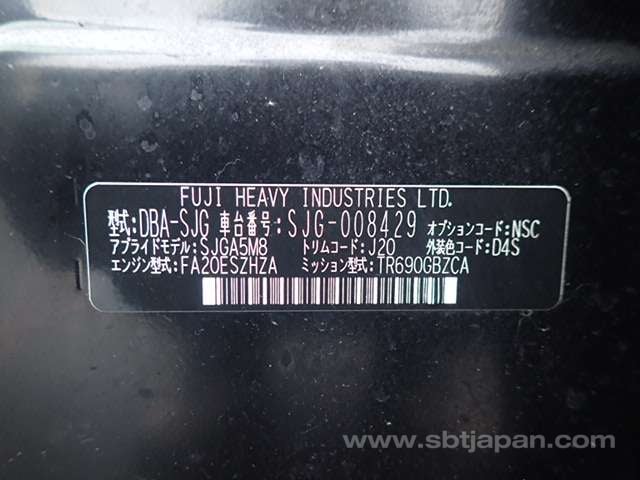 FUJI HEAVY INDUSTRIES LTD.
型式:DBA-SJG 車台番号:SJG-008429 オプションコード:NSC
アプライドモデル:SJGA5M8 トリムコード:J20 外装色コード:D4S
エンジン型式:FA20ESZHZA ミッション型式:TR690GBZCA
www.sbtjapan.com